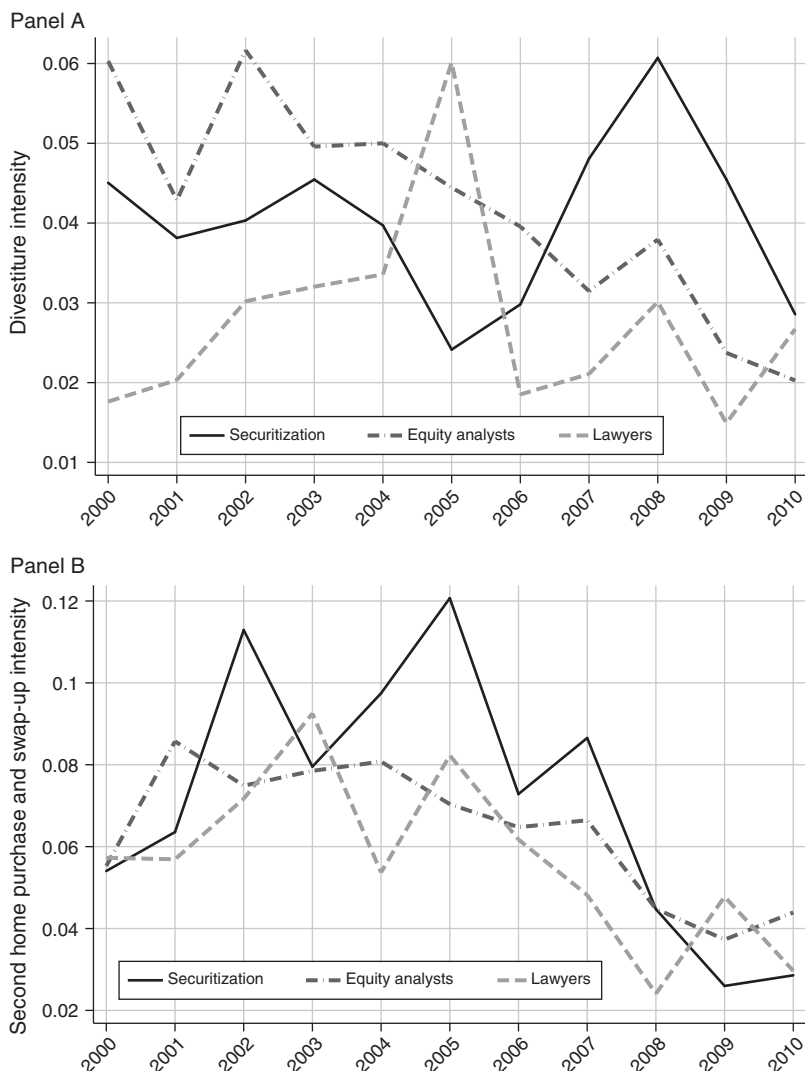 Panel A
Divestiture intensity
0.06
0.05
0.04
0.03
0.02
0.01
Securitization Equity analysts Lawyers
2000 2001 2002 2003 2004 2005 2006 2007 2008 2009 2010
Panel B
Second home purchase and swap-up intensity
0.12
0.1
0.08
0.06
0.04
0.02
Securitization Equity analysts Lawyers
2000 2001 2002 2003 2004 2005 2006 2007 2008 2009 2010